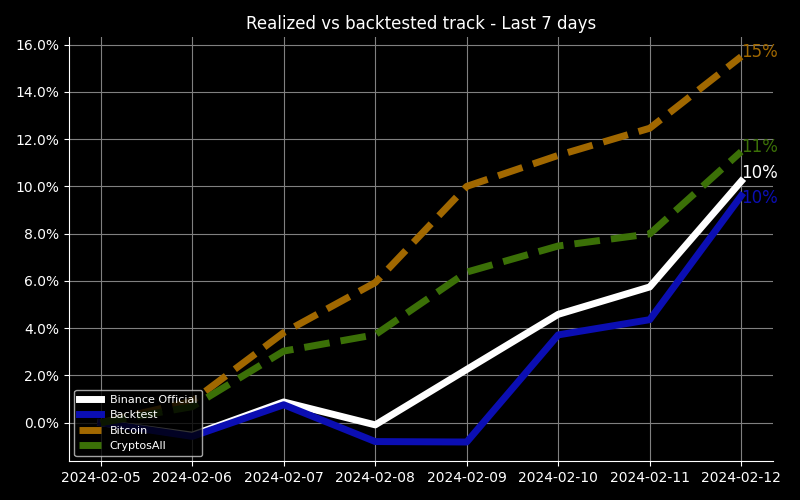 Realized vs backtested track - Last 7 days
16.0%
14.0%
12.0%
10.0%
8.0%
6.0%
4.0%
2.0%
0.0%
15%
11%
10%
10%
Binance Official
Backtest
Bitcoin
CryptosAll
2024-02-05 2024-02-06 2024-02-07 2024-02-08 2024-02-09 2024-02-10 2024-02-11 2024-02-12